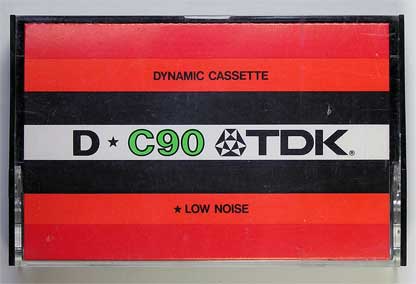 DYNAMIC CASSETTE
D ★ C90 TDK®
★ LOW NOISE